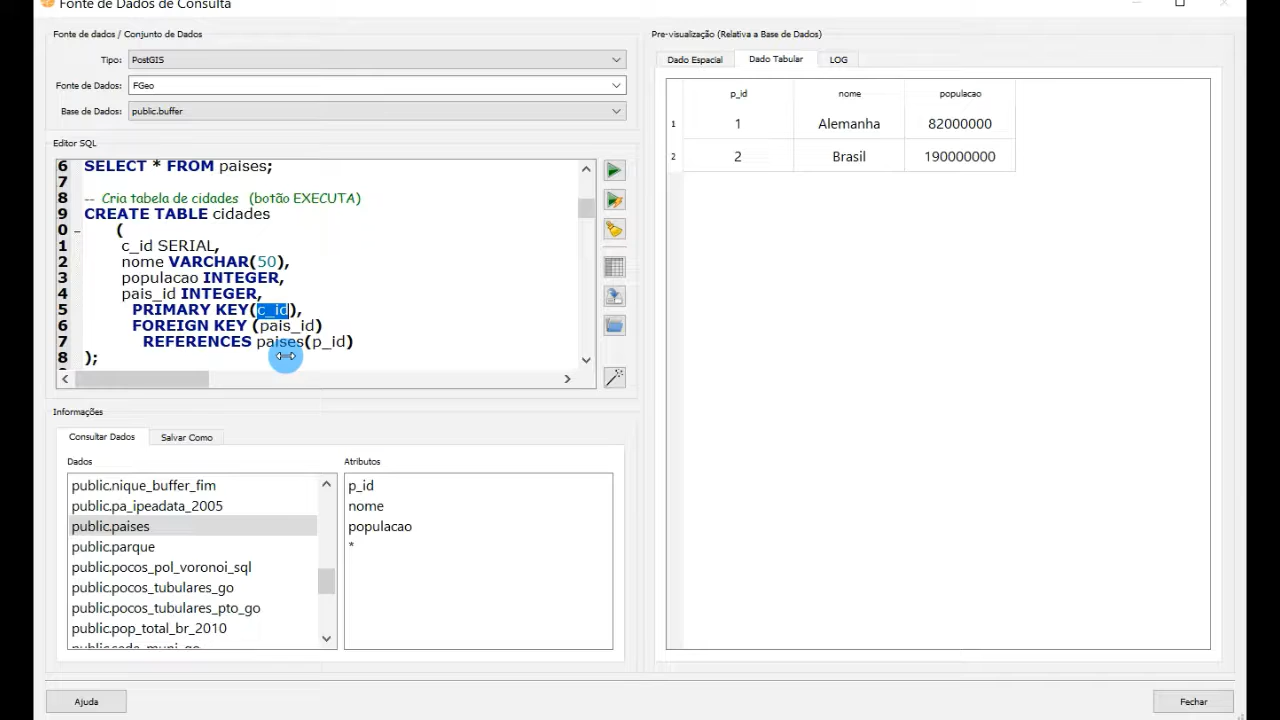 Fonte de Dados de Consulta
Fonte de dados / Conjunto de Dados
Tipo: PostGIS
Fonte de Dados: FGeo
Base de Dados: public.buffer
Editor SQL
6 SELECT * FROM paises;
7
8 -- Cria tabela de cidades (botão EXECUTA)
9 CREATE TABLE cidades
0 (
1 c_id SERIAL,
2 nome VARCHAR(50),
3 populacao INTEGER,
4 pais_id INTEGER,
5 PRIMARY KEY(c_id),
6 FOREIGN KEY (pais_id)
7 REFERENCES paises(p_id)
8 );
Informações
Consultar Dados Salvar Como
Dados
public.nique_buffer_fim
public.pa_ipeadata_2005
public.paises
public.parque
public.pocos_pol_voronoi_sql
public.pocos_tubulares_go
public.pocos_tubulares_pto_go
public.pop_total_br_2010
public.sede_muni_go
Atributos
p_id
nome
populacao
*
Pre-visualização (Relativa a Base de Dados)
Dado Espacial Dado Tabular LOG
p_id nome populacao
1 1 Alemanha 82000000
2 2 Brasil 190000000
Ajuda
Fechar